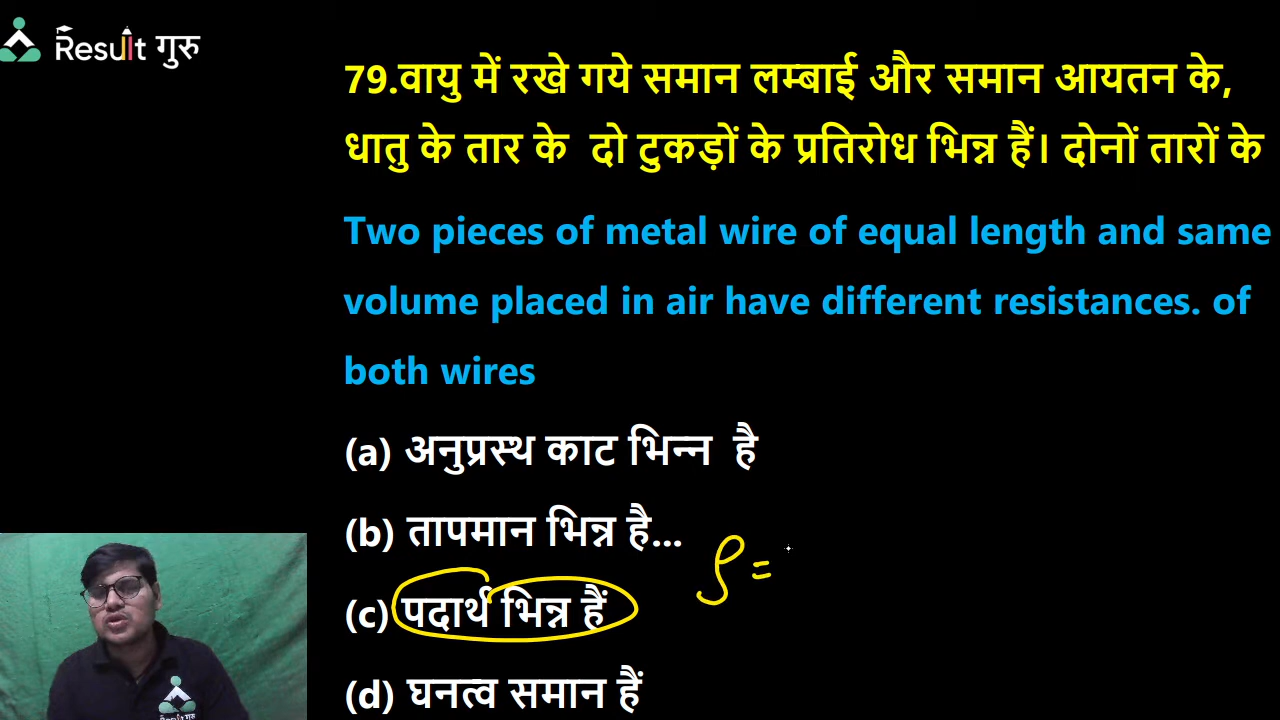 Result गुरु
79.वायु में रखे गये समान लम्बाई और समान आयतन के,
धातु के तार के दो टुकड़ों के प्रतिरोध भिन्न हैं। दोनों तारों के
Two pieces of metal wire of equal length and same
volume placed in air have different resistances. of
both wires
(a) अनुप्रस्थ काट भिन्न है
(b) तापमान भिन्न है...
ρ =
(c) पदार्थ भिन्न हैं
(d) घनत्व समान हैं